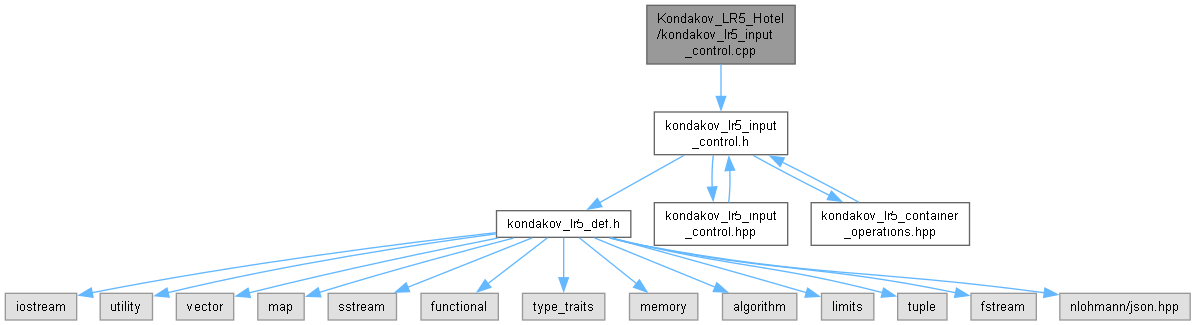 Kondakov_LR5_Hotel
/kondakov_lr5_input
_control.cpp
kondakov_lr5_input
_control.h
kondakov_lr5_def.h
kondakov_lr5_input
_control.hpp
kondakov_lr5_container
_operations.hpp
iostream
utility
vector
map
sstream
functional
type_traits
memory
algorithm
limits
tuple
fstream
nlohmann/json.hpp